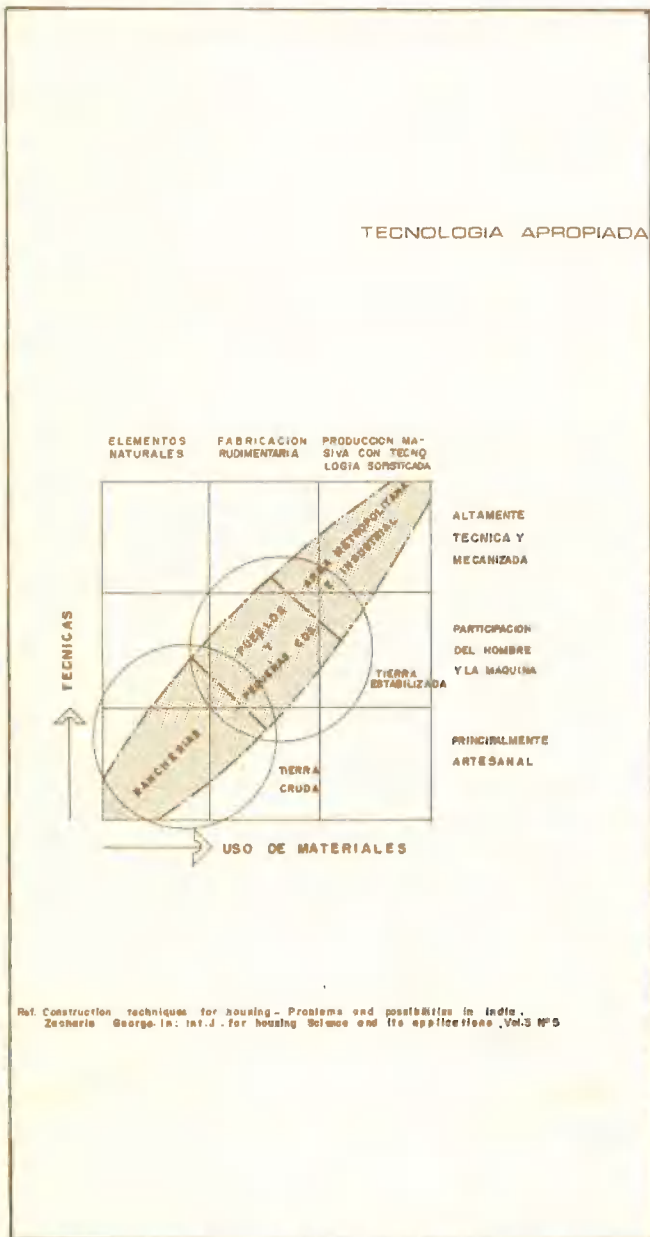 TECNOLOGIA APROPIADA
ELEMENTOS
NATURALES
FABRICACION
RUDIMENTARIA
PRODUCCION MA-
SIVA CON TECNO
LOGIA SOFISTICADA
ALTAMENTE
TECNICA Y
MECANIZADA
PARTICIPACION
DEL HOMBRE
Y LA MAQUINA
PRINCIPALMENTE
ARTESANAL
TECNICAS
AREA METROPOLITANA
E INDUSTRIAL
PUEBLOS
Y
PEQUEÑAS CDS.
RANCHERIAS
TIERRA
ESTABILIZADA
TIERRA
CRUDA
USO DE MATERIALES
Ref. Construction techniques for housing - Problems and possibilities in India.
Zacharia George. In: Int. J. for housing Science and its applications, Vol.3 Nº5